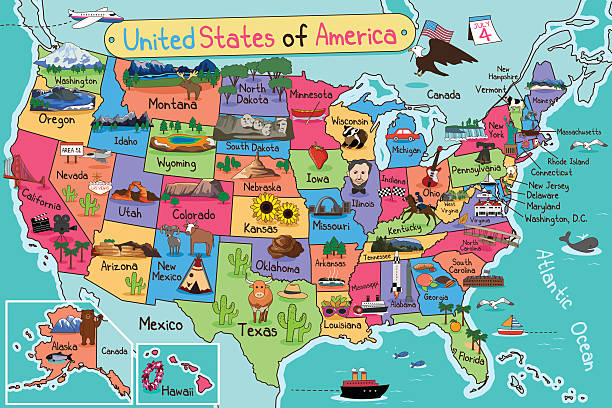 United States of America
JULY
4
Washington
Montana
North
Dakota
Minnesota
Canada
New
Hampshire
Vermont
Maine
Oregon
Idaho
Wyoming
South Dakota
Wisconsin
Michigan
New
York
Massachusetts
Rhode Island
Connecticut
New Jersey
Delaware
Maryland
Washington, D.C.
AREA 51
Nevada
LAS VEGAS
California
Utah
Colorado
Nebraska
Iowa
Illinois
Indiana
Ohio
Pennsylvania
West
Virginia
Virginia
Kansas
Missouri
Kentucky
North
Carolina
Tennessee
Arizona
New
Mexico
Oklahoma
Arkansas
South
Carolina
Mississippi
Alabama
Georgia
Texas
Louisiana
Florida
Atlantic Ocean
Mexico
Alaska
Canada
Hawaii